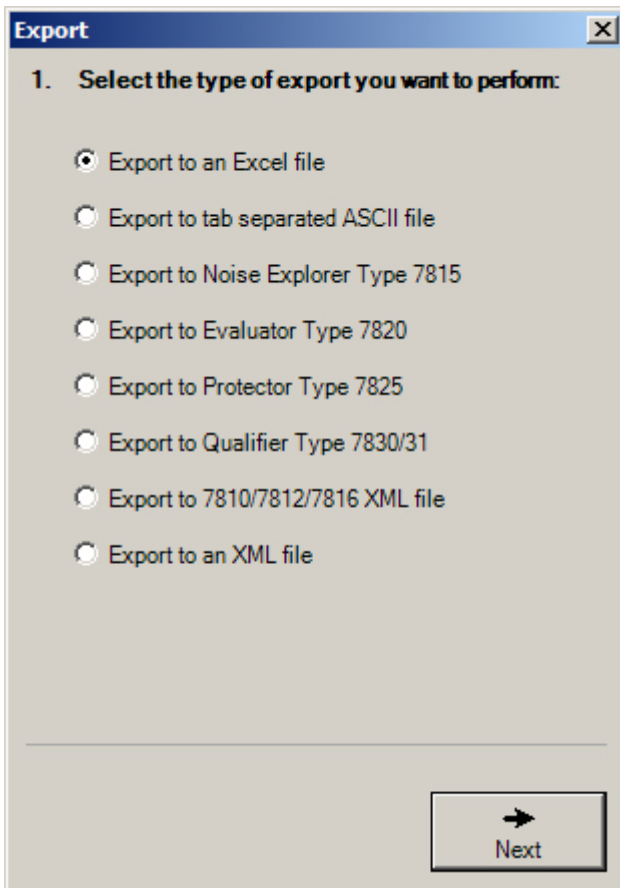 Export
1. Select the type of export you want to perform:
Export to an Excel file
Export to tab separated ASCII file
Export to Noise Explorer Type 7815
Export to Evaluator Type 7820
Export to Protector Type 7825
Export to Qualifier Type 7830/31
Export to 7810/7812/7816 XML file
Export to an XML file
Next